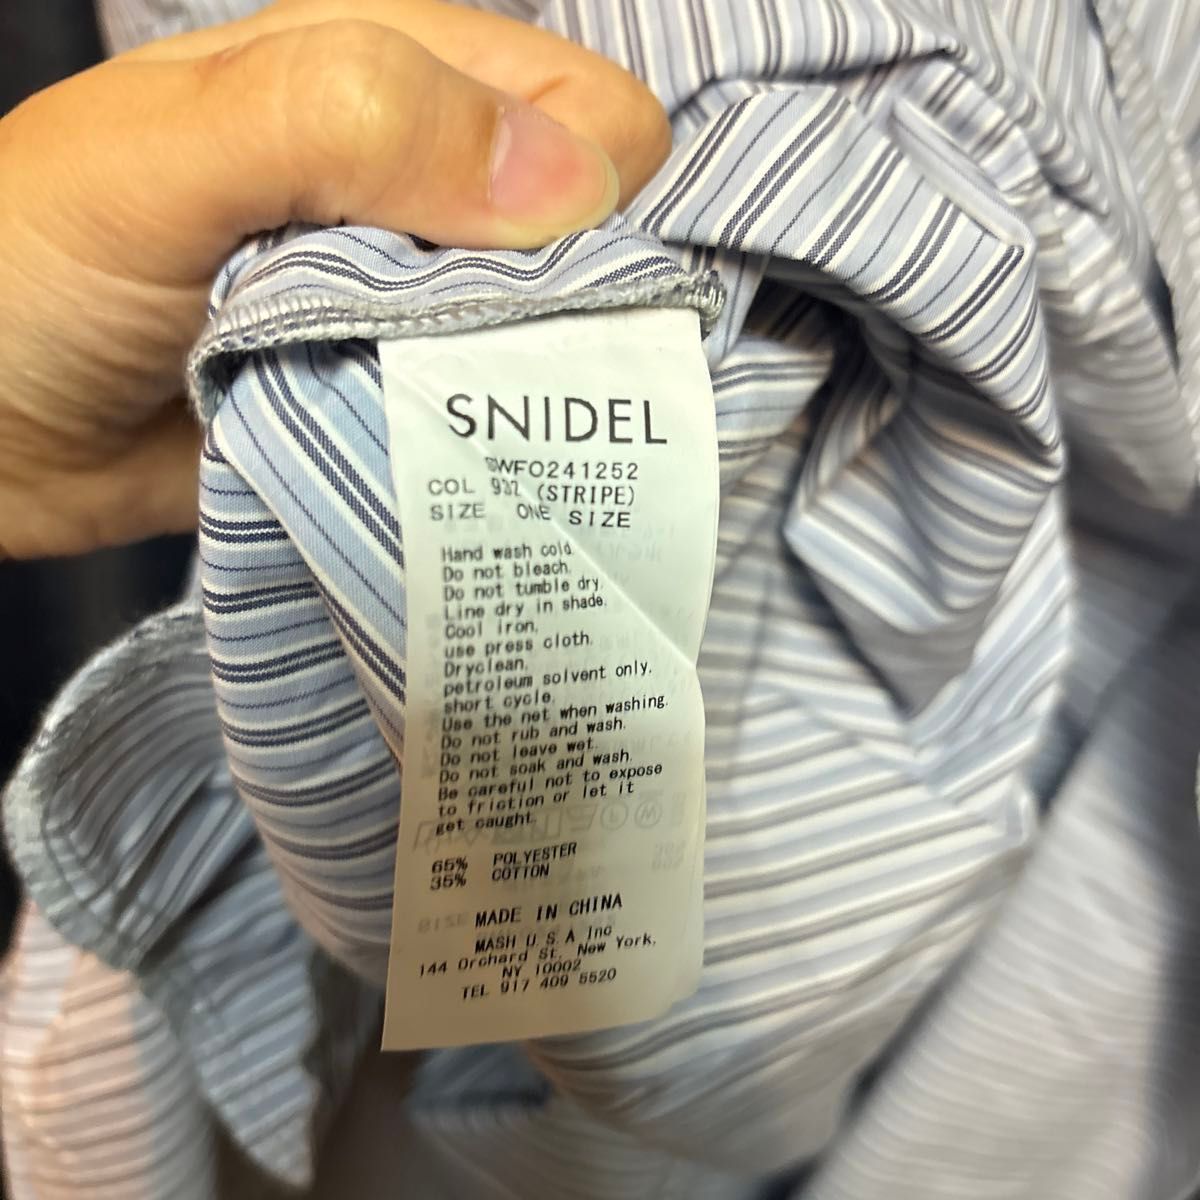 SNIDEL
SWFO241252
COL 932 (STRIPE)
SIZE ONE SIZE
Hand wash cold.
Do not bleach.
Do not tumble dry.
Line dry in shade.
Cool iron.
use press cloth.
Dryclean.
petroleum solvent only.
short cycle.
Use the net when washing.
Do not rub and wash.
Do not leave wet.
Do not soak and wash.
Be careful not to expose
to friction or let it
get caught.
65% POLYESTER
35% COTTON
MADE IN CHINA
MASH U.S.A Inc
144 Orchard St. New York,
NY 10002
TEL 917 409 5520